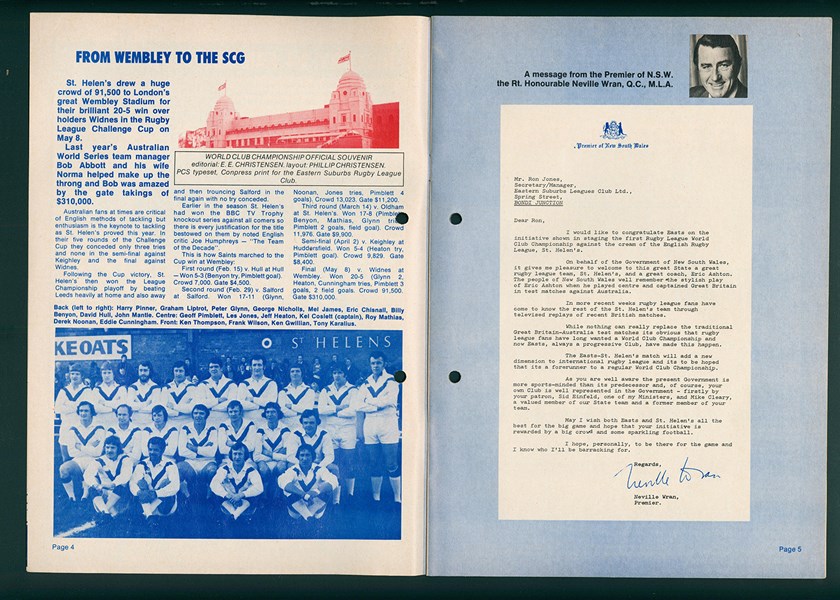 FROM WEMBLEY TO THE SCG
St. Helen's drew a huge
crowd of 91,500 to London's
great Wembley Stadium for
their brilliant 20-5 win over
holders Widnes in the Rugby
League Challenge Cup on
May 8.
Last year's Australian
World Series team manager
Bob Abbott and his wife
Norma helped make up the
throng and Bob was amazed
by the gate takings of
$310,000.
Australian fans at times are critical
of English methods of tackling but
enthusiasm is the keynote to tackling
as St. Helen's proved this year. In
their five rounds of the Challenge
Cup they conceded only three tries
and none in the semi-final against
Keighley and the final against
Widnes.
Following the Cup victory, St.
Helen's then won the League
Championship playoff by beating
Leeds heavily at home and also away
WORLD CLUB CHAMPIONSHIP OFFICIAL SOUVENIR
editorial: E. E. CHRISTENSEN. layout: PHILLIP CHRISTENSEN.
PCS typeset, Conpress print for the Eastern Suburbs Rugby League
Club.
and then trouncing Salford in the
final again with no try conceded.
Earlier in the season St. Helen's
had won the BBC TV Trophy
knockout series against all comers so
there is every justification for the title
bestowed on them by noted English
critic Joe Humphreys — "The Team
of the Decade".
This is how Saints marched to the
Cup win at Wembley:
First round (Feb. 15) v. Hull at Hull
— Won 5-3 (Benyon try, Pimblett goal).
Crowd 7,000. Gate $4,500.
Second round (Feb. 29) v. Salford
at Salford. Won 17-11 (Glynn,
Noonan, Jones tries, Pimblett 4
goals). Crowd 13,023. Gate $11,200.
Third round (March 14) v. Oldham
at St. Helen's. Won 17-8 (Pimblett,
Benyon, Mathias, Glynn tries,
Pimblett 2 goals, field goal). Crowd
11,976. Gate $9,900.
Semi-final (April 2) v. Keighley at
Huddersfield. Won 5-4 (Heaton try,
Pimblett goal). Crowd 9,829. Gate
$8,400.
Final (May 8) v. Widnes at
Wembley. Won 20-5 (Glynn 2,
Heaton, Cunningham tries, Pimblett 3
goals, 2 field goals. Crowd 91,500.
Gate $310,000.
Back (left to right): Harry Pinner, Graham Liptrot, Peter Glynn, George Nicholls, Mel James, Eric Chisnall, Billy
Benyon, David Hull, John Mantle. Centre: Geoff Pimblett, Les Jones, Jeff Heaton, Kel Coslett (captain), Roy Mathias,
Derek Noonan, Eddie Cunningham. Front: Ken Thompson, Frank Wilson, Ken Gwillian, Tony Karalius.
KE OATS
ST HELENS
Page 4
A message from the Premier of N.S.W.
the Rt. Honourable Neville Wran, Q.C., M.L.A.
Premier of New South Wales
Mr. Ron Jones,
Secretary/Manager,
Eastern Suburbs Leagues Club Ltd.,
Spring Street,
BONDI JUNCTION
Dear Ron,
I would like to congratulate Easts on the
initiative shown in staging the first Rugby League World
Club Championship against the cream of the English Rugby
League, St. Helen's.
On behalf of the Government of New South Wales,
it gives me pleasure to welcome to this great State a great
rugby league team, St. Helen's, and a great coach, Eric Ashton.
The people of New South Wales well remember the stylish play
of Eric Ashton when he played centre and captained Great Britain
in test matches against Australia.
In more recent weeks rugby league fans have
come to know the rest of the St. Helen's team through
televized replays of recent British matches.
While nothing can really replace the traditional
Great Britain-Australia test matches its obvious that rugby
league fans have long wanted a World Club Championship and
now Easts, always a progressive Club, have made this happen.
The Easts-St. Helen's match will add a new
dimension to international rugby league and its to be hoped
that its a forerunner to a regular World Club Championship.
As you are well aware the present Government is
more sports-minded than its predecessor and, of course, your
own Club is well represented in the Government - firstly by
your patron, Sid Einfeld, one of my Ministers, and Mike Cleary,
a valued member of our State team and a former member of your
team.
May I wish both Easts and St. Helen's all the
best for the big game and hope that your initiative is
rewarded by a big crowd and some sparkling football.
I hope, personally, to be there for the game and
I know who I'll be barracking for.
Regards,
Neville Wran
Neville Wran,
Premier.
Page 5